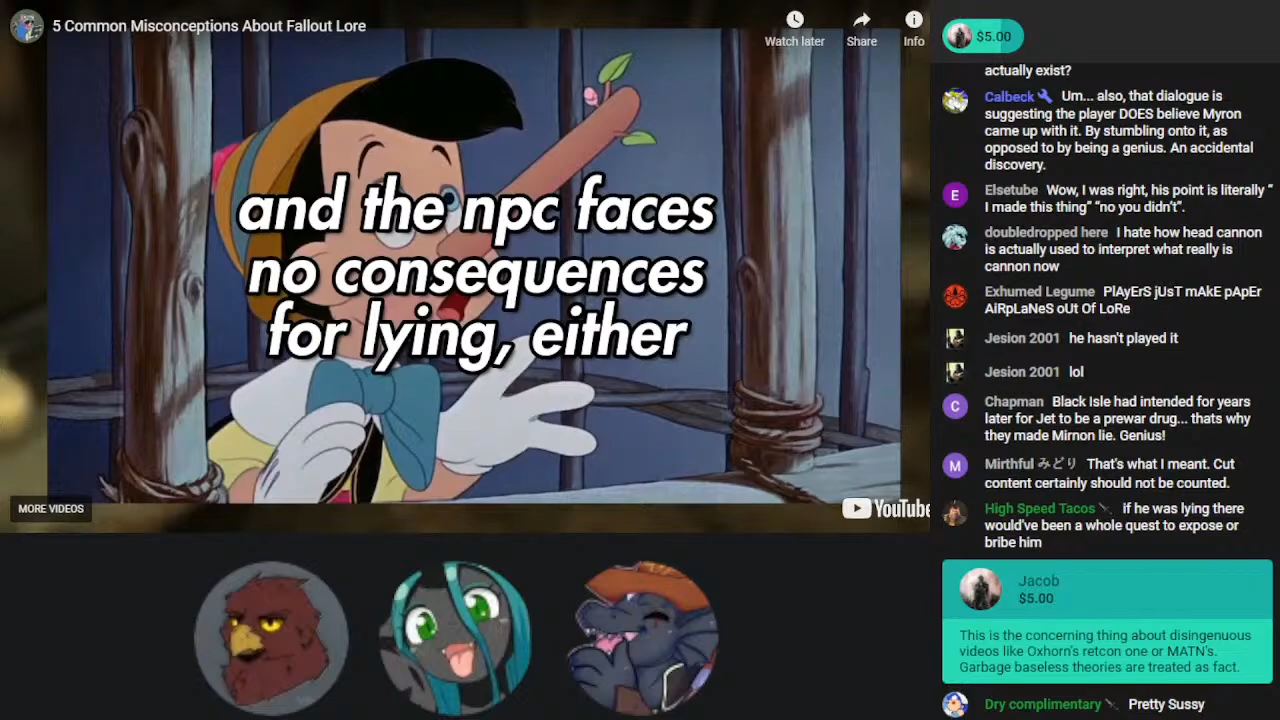 5 Common Misconceptions About Fallout Lore
Watch later
Share
Info
and the npc faces
no consequences
for lying, either
MORE VIDEOS
YouTube
$5.00
actually exist?
Calbeck Um... also, that dialogue is
suggesting the player DOES believe Myron
came up with it. By stumbling onto it, as
opposed to by being a genius. An accidental
discovery.
E
Elsetube Wow, I was right, his point is literally “
I made this thing” “no you didn’t”.
doubledropped here I hate how head cannon
is actually used to interpret what really is
cannon now
Exhumed Legume PlAyErS jUsT mAkE pApEr
AiRpLaNeS oUt Of LoRe
Jesion 2001 he hasn't played it
Jesion 2001 lol
C
Chapman Black Isle had intended for years
later for Jet to be a prewar drug... thats why
they made Mirnon lie. Genius!
M
Mirthful みどり That's what I meant. Cut
content certainly should not be counted.
High Speed Tacos if he was lying there
would've been a whole quest to expose or
bribe him
Jacob
$5.00
This is the concerning thing about disingenuous
videos like Oxhorn's retcon one or MATN's.
Garbage baseless theories are treated as fact.
Dry complimentary Pretty Sussy